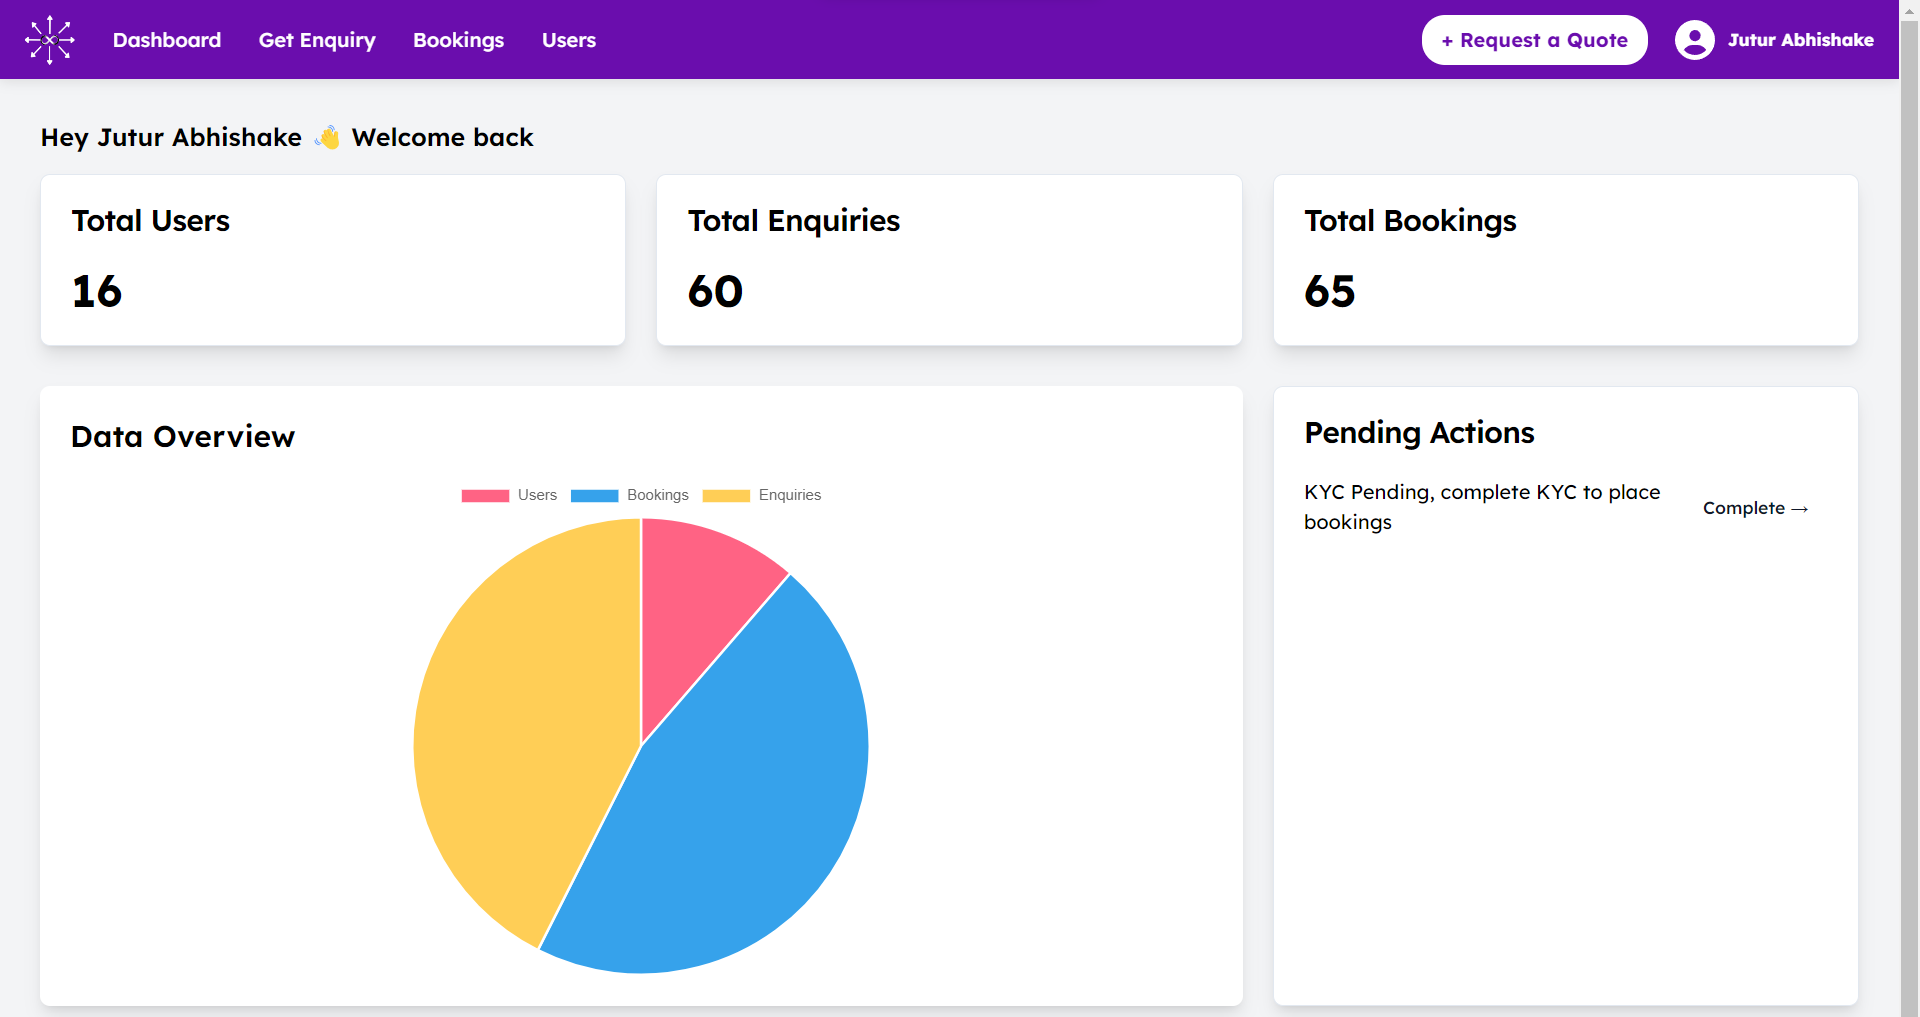 Dashboard Get Enquiry Bookings Users + Request a Quote Jutur Abhishake
Hey Jutur Abhishake 👋 Welcome back
Total Users
16
Total Enquiries
60
Total Bookings
65
Data Overview
Users Bookings Enquiries
Pending Actions
KYC Pending, complete KYC to place
bookings
Complete →